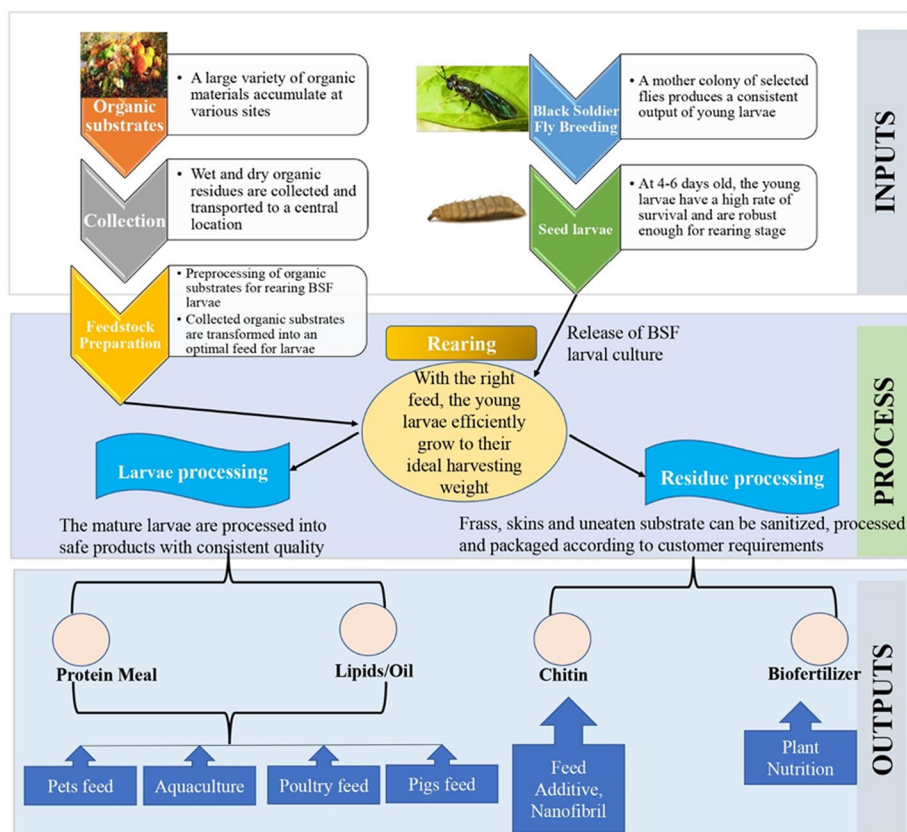 Organic
substrates
• A large variety of organic
materials accumulate at
various sites
Collection
• Wet and dry organic
residues are collected and
transported to a central
location
Feedstock
Preparation
• Preprocessing of organic
substrates for rearing BSF
larvae
• Collected organic substrates
are transformed into an
optimal feed for larvae
Black Soldier
Fly Breeding
• A mother colony of selected
flies produces a consistent
output of young larvae
Seed larvae
• At 4-6 days old, the young
larvae have a high rate of
survival and are robust
enough for rearing stage
INPUTS
Rearing
Release of BSF
larval culture
With the right
feed, the young
larvae efficiently
grow to their
ideal harvesting
weight
Larvae processing
The mature larvae are processed into
safe products with consistent quality
Residue processing
Frass, skins and uneaten substrate can be sanitized, processed
and packaged according to customer requirements
PROCESS
Protein Meal
Lipids/Oil
Chitin
Biofertilizer
Pets feed
Aquaculture
Poultry feed
Pigs feed
Feed
Additive,
Nanofibril
Plant
Nutrition
OUTPUTS